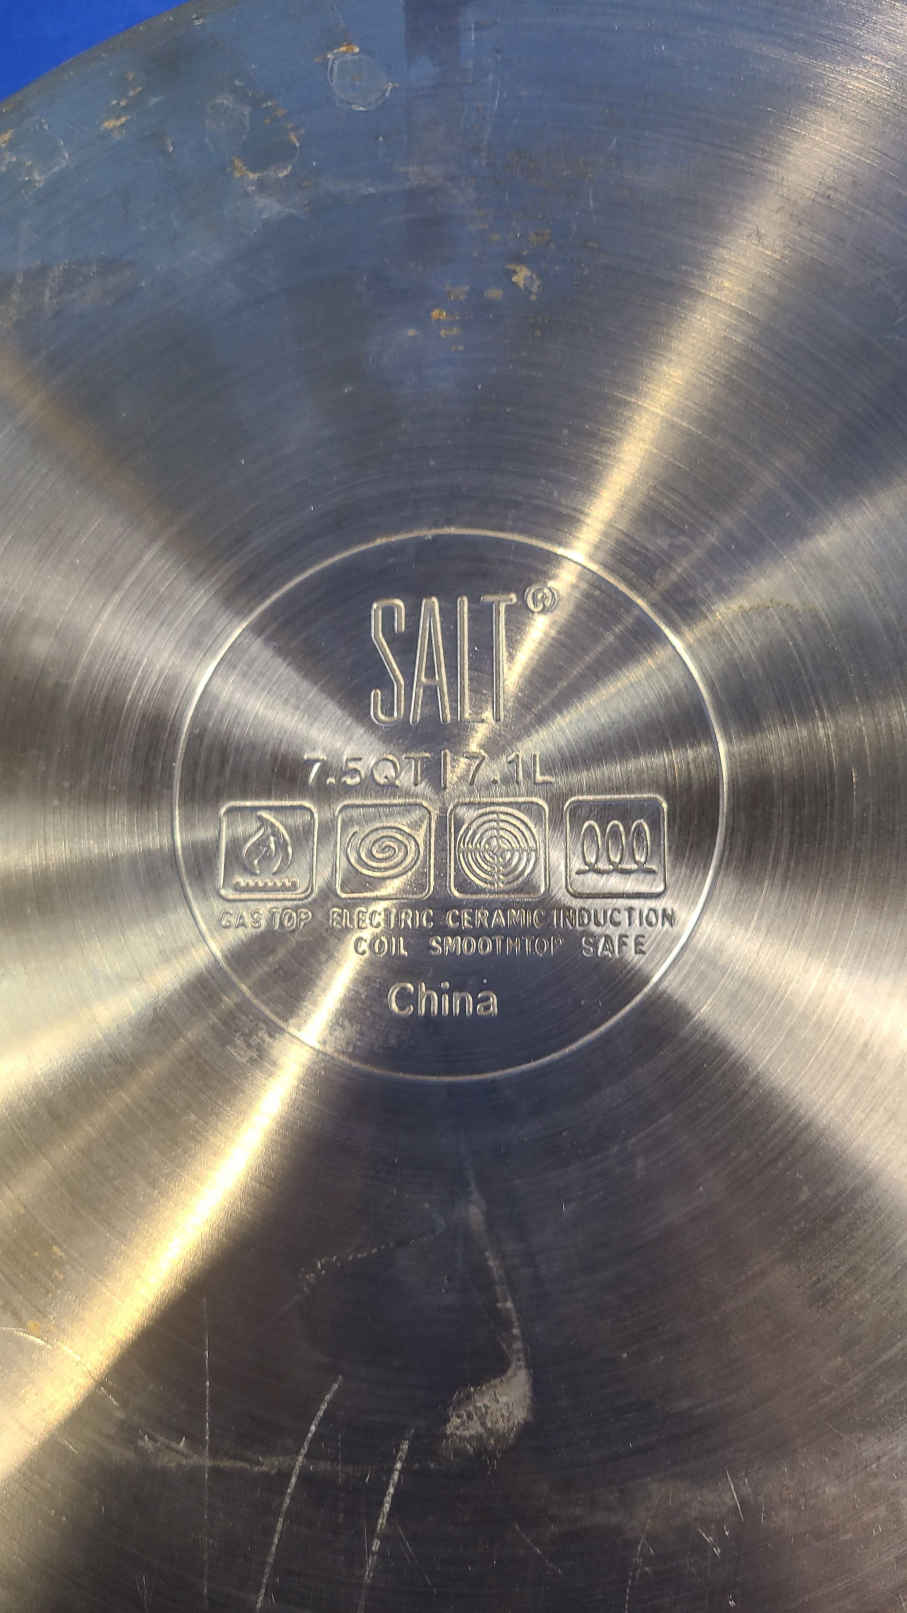 SALT®
7.5QT|7.1L
GAS TOP ELECTRIC CERAMIC INDUCTION
COIL SMOOTHTOP SAFE
China